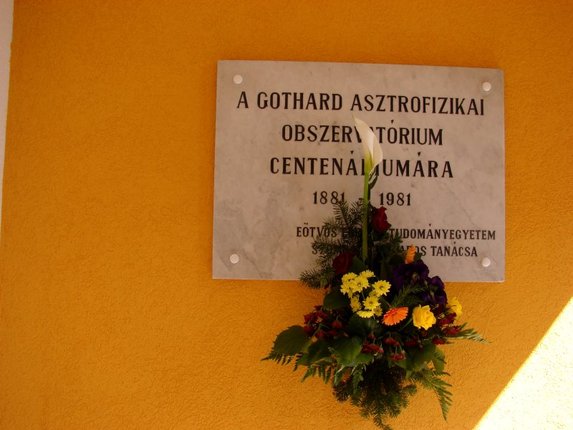 A GOTHARD ASZTROFIZIKAI
OBSZERVATÓRIUM
CENTENÁRIUMÁRA
1881 1981
EÖTVÖS TUDOMÁNYEGYETEM
TANÁCSA